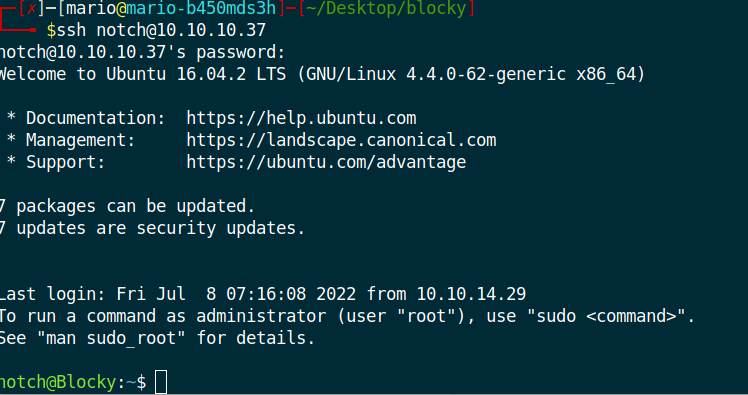 ┌─[✗]─[mario@mario-b450mds3h]─[~/Desktop/blocky]
└──╼ $ssh notch@10.10.10.37
notch@10.10.10.37's password:
Welcome to Ubuntu 16.04.2 LTS (GNU/Linux 4.4.0-62-generic x86_64)
* Documentation:  https://help.ubuntu.com
* Management:     https://landscape.canonical.com
* Support:        https://ubuntu.com/advantage
7 packages can be updated.
7 updates are security updates.
Last login: Fri Jul  8 07:16:08 2022 from 10.10.14.29
To run a command as administrator (user "root"), use "sudo <command>".
See "man sudo_root" for details.
notch@Blocky:~$